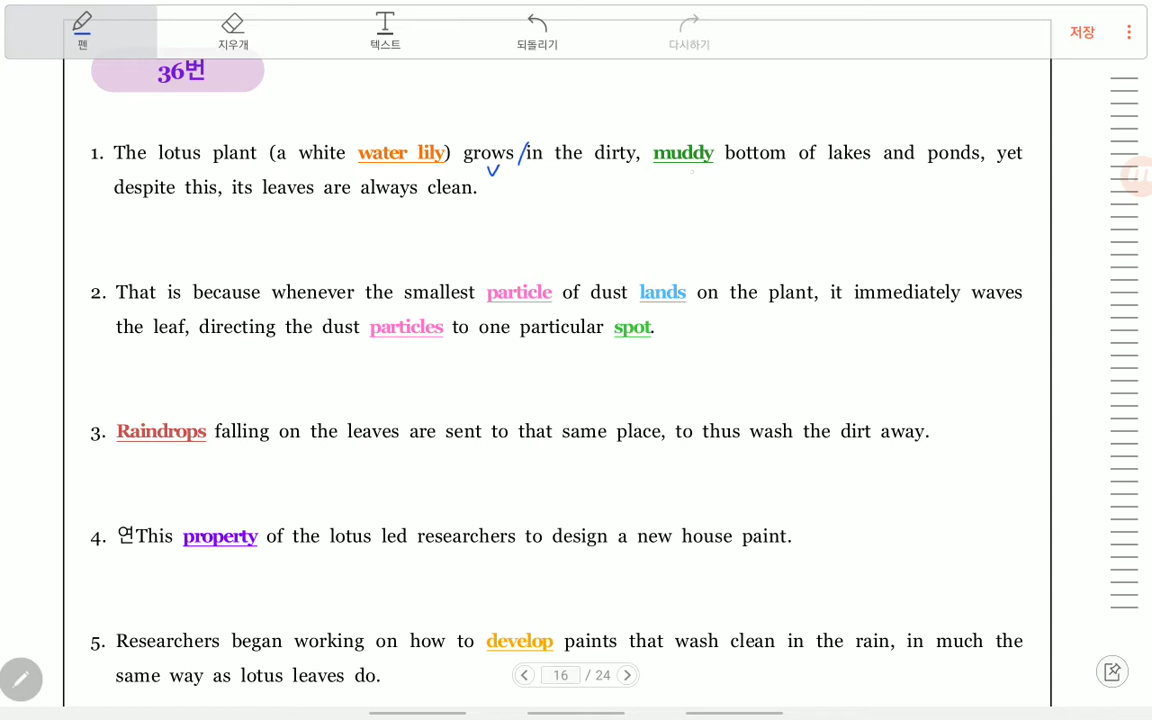 펜
지우개
텍스트
되돌리기
다시하기
저장
36번
1. The lotus plant (a white water lily) grows /in the dirty, muddy bottom of lakes and ponds, yet
despite this, its leaves are always clean.
2. That is because whenever the smallest particle of dust lands on the plant, it immediately waves
the leaf, directing the dust particles to one particular spot.
3. Raindrops falling on the leaves are sent to that same place, to thus wash the dirt away.
4. 연This property of the lotus led researchers to design a new house paint.
5. Researchers began working on how to develop paints that wash clean in the rain, in much the
same way as lotus leaves do.
16 / 24